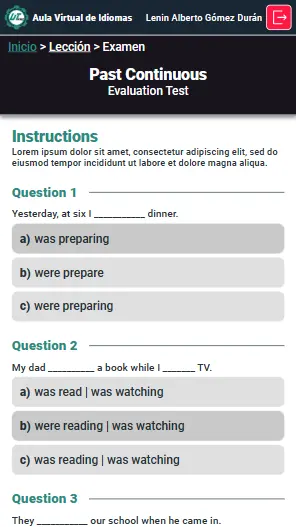 Aula Virtual de Idiomas Lenin Alberto Gómez Durán
Inicio > Lección > Examen
Past Continuous
Evaluation Test
Instructions
Lorem ipsum dolor sit amet, consectetur adipiscing elit, sed do
eiusmod tempor incididunt ut labore et dolore magna aliqua.
Question 1
Yesterday, at six I ___________ dinner.
a) was preparing
b) were prepare
c) were preparing
Question 2
My dad __________ a book while I _______ TV.
a) was read | was watching
b) were reading | was watching
c) was reading | was watching
Question 3
They ___________ our school when he came in.